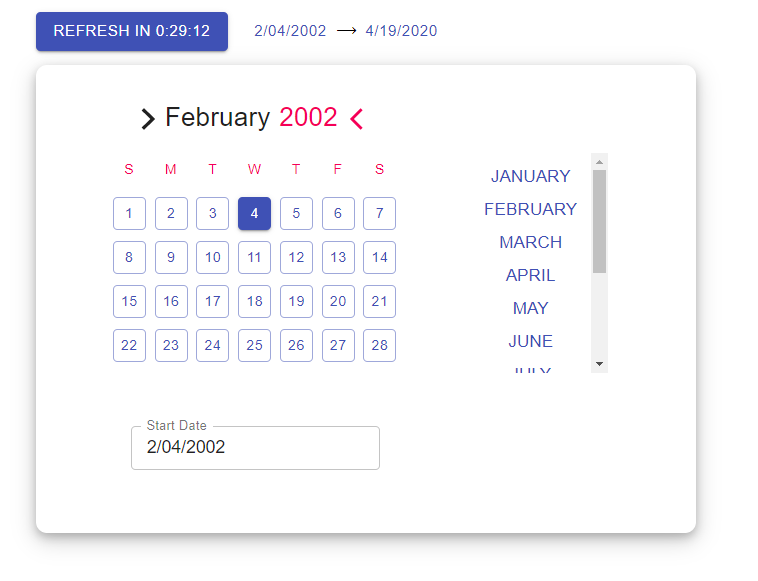 REFRESH IN 0:29:12 2/04/2002 → 4/19/2020
February 2002
S M T W T F S
1 2 3 4 5 6 7
8 9 10 11 12 13 14
15 16 17 18 19 20 21
22 23 24 25 26 27 28
JANUARY
FEBRUARY
MARCH
APRIL
MAY
JUNE
JULY
Start Date
2/04/2002